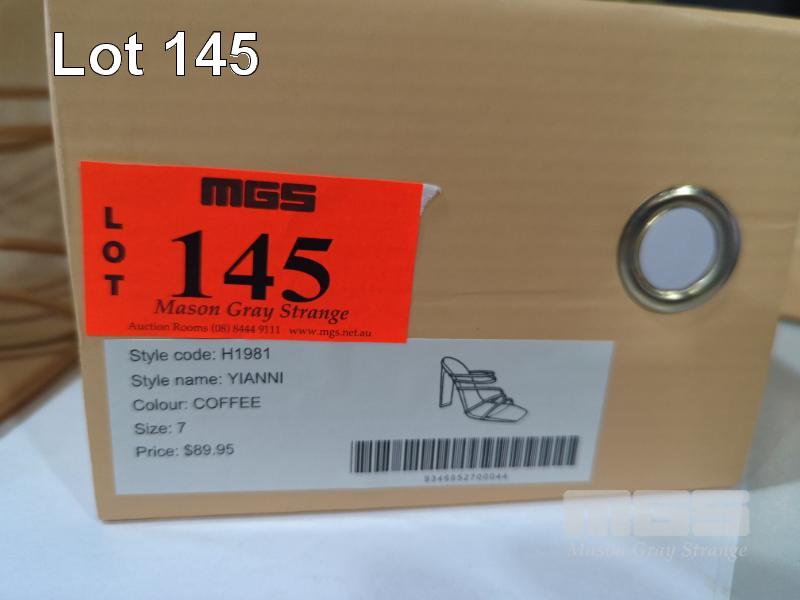 Lot 145
MGS
LOT
145
Mason Gray Strange
Auction Rooms (08) 8444 9111 www.mgs.net.au
Style code: H1981
Style name: YIANNI
Colour: COFFEE
Size: 7
Price: $89.95
9346652700044
MGS
Mason Gray Strange